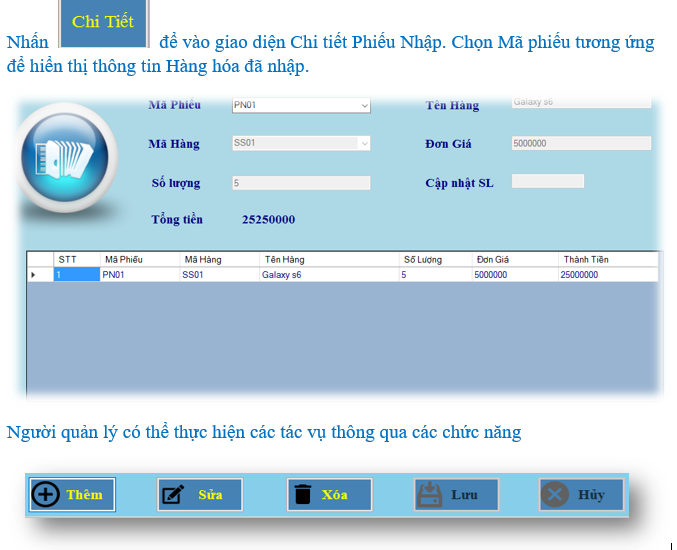 Chi Tiết
Nhấn để vào giao diện Chi tiết Phiếu Nhập. Chọn Mã phiếu tương ứng
để hiển thị thông tin Hàng hóa đã nhập.
Mã Phiếu PN01 Tên Hàng Galaxy s6
Mã Hàng SS01 Đơn Giá 5000000
Số lượng 5 Cập nhật SL
Tổng tiền 25250000
STT Mã Phiếu Mã Hàng Tên Hàng Số Lượng Đơn Giá Thành Tiền
1 PN01 SS01 Galaxy s6 5 5000000 25000000
Người quản lý có thể thực hiện các tác vụ thông qua các chức năng
Thêm Sửa Xóa Lưu Hủy